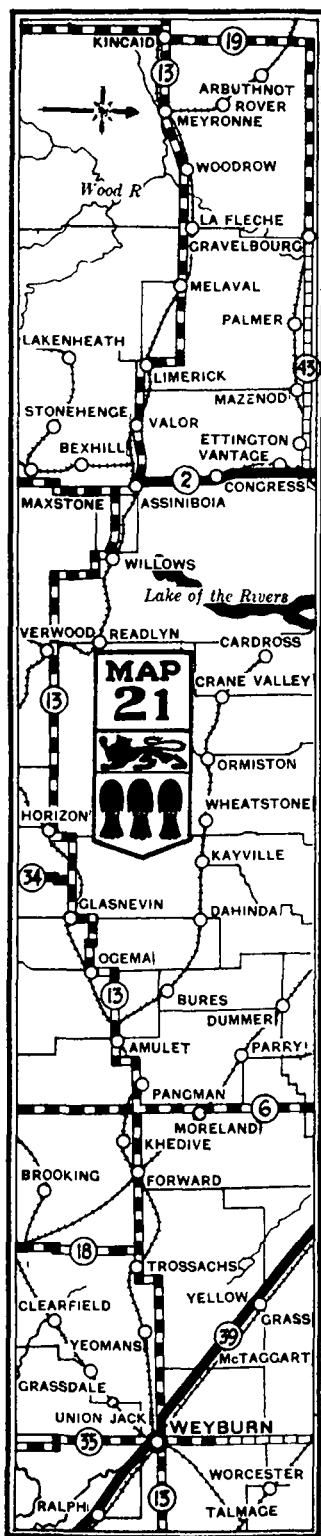 KINCAID
19
13
ARBUTHNOT
ROVER
MEYRONNE
WOODROW
Wood R
LA FLECHE
GRAVELBOURG
MELAVAL
PALMER
LAKENHEATH
43
LIMERICK
MAZENOD
STONEHENGE
VALOR
BEXHILL
ETTINGTON
VANTAGE
2
CONGRESS
MAXSTONE
ASSINIBOIA
WILLOWS
Lake of the Rivers
VERWOOD
READLYN
CARDROSS
MAP
21
CRANE VALLEY
13
ORMISTON
WHEATSTONE
HORIZON
KAYVILLE
34
GLASNEVIN
DAHINDA
OGEMA
13
BURES
DUMMER
AMULET
PARRY
PANGMAN
6
MORELAND
KHEDIVE
BROOKING
FORWARD
18
TROSSACHS
YELLOW
GRASS
CLEARFIELD
39
YEOMANS
McTAGGART
GRASSDALE
UNION JACK
WEYBURN
35
WORCESTER
13
RALPH
TALMAGE